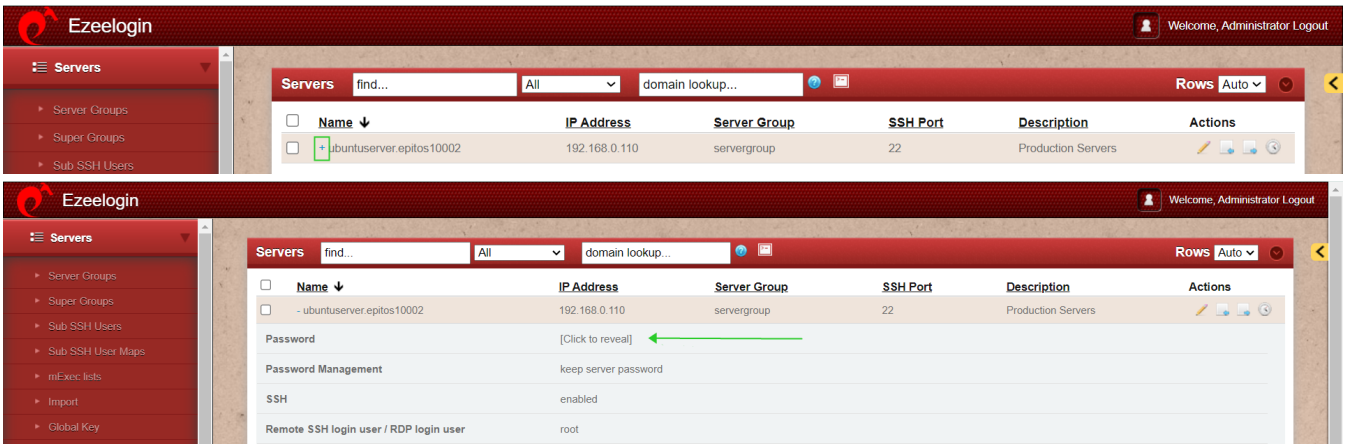 Ezeelogin
Welcome, Administrator Logout
Servers
Server Groups
Super Groups
Sub SSH Users
Servers find... All domain lookup... Rows Auto
Name IP Address Server Group SSH Port Description Actions
+ ubuntuserver.epitos10002 192.168.0.110 servergroup 22 Production Servers
Ezeelogin
Welcome, Administrator Logout
Servers
Server Groups
Super Groups
Sub SSH Users
Sub SSH User Maps
mExec lists
Import
Global Key
Servers find... All domain lookup... Rows Auto
Name IP Address Server Group SSH Port Description Actions
- ubuntuserver.epitos10002 192.168.0.110 servergroup 22 Production Servers
Password [Click to reveal]
Password Management keep server password
SSH enabled
Remote SSH login user / RDP login user root